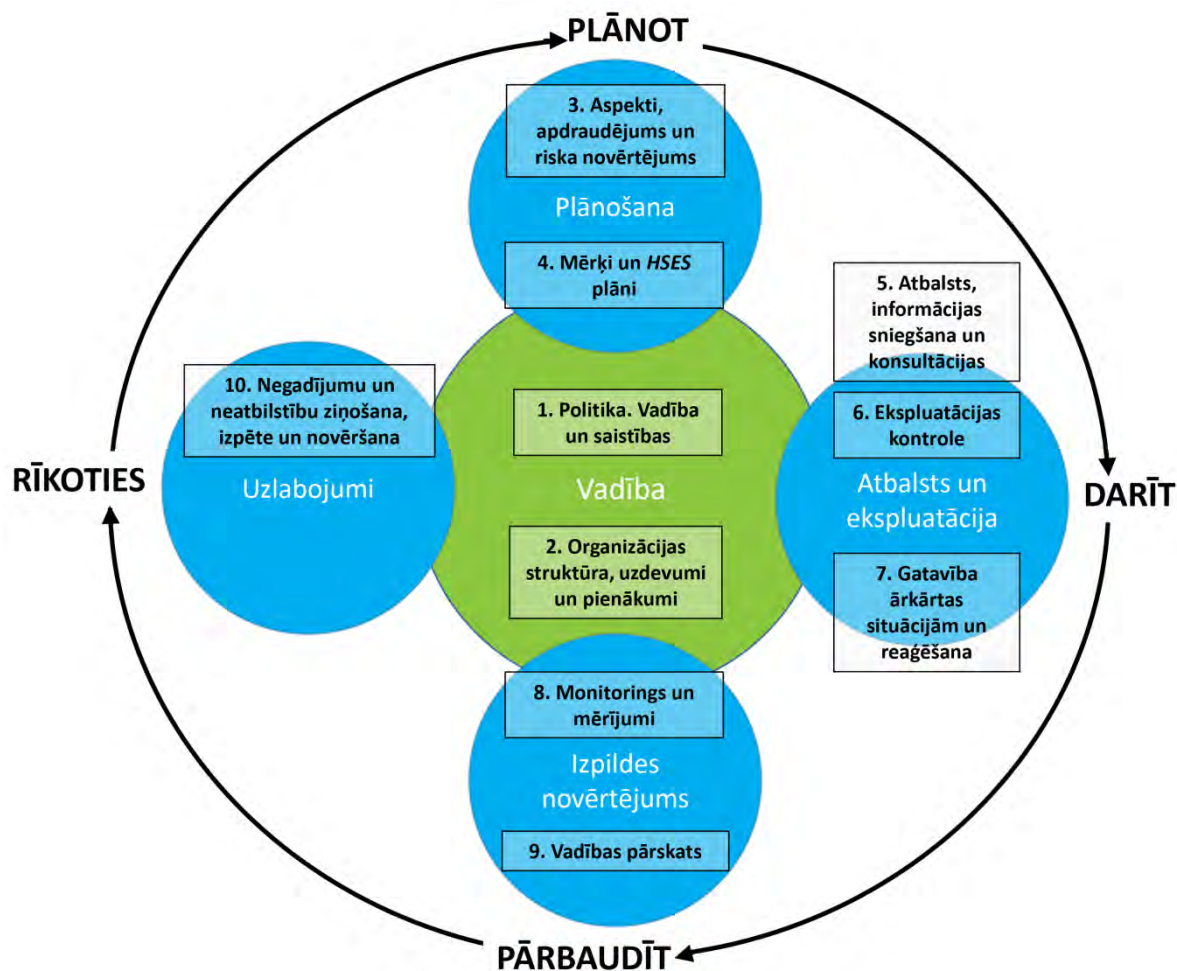 PLĀNOT
3. Aspekti,
apdraudējums un
riska novērtējums
Plānošana
4. Mērķi un HSES
plāni
5. Atbalsts,
informācijas
sniegšana un
konsultācijas
10. Negadījumu un
neatbilstību ziņošana,
izpēte un novēršana
1. Politika. Vadība
un saistības
6. Ekspluatācijas
kontrole
RĪKOTIES
Uzlabojumi
Vadība
Atbalsts un
ekspluatācija
DARĪT
2. Organizācijas
struktūra, uzdevumi
un pienākumi
7. Gatavība
ārkārtas
situācijām un
reaģēšana
8. Monitorings un
mērījumi
Izpildes
novērtējums
9. Vadības pārskats
PĀRBAUDĪT